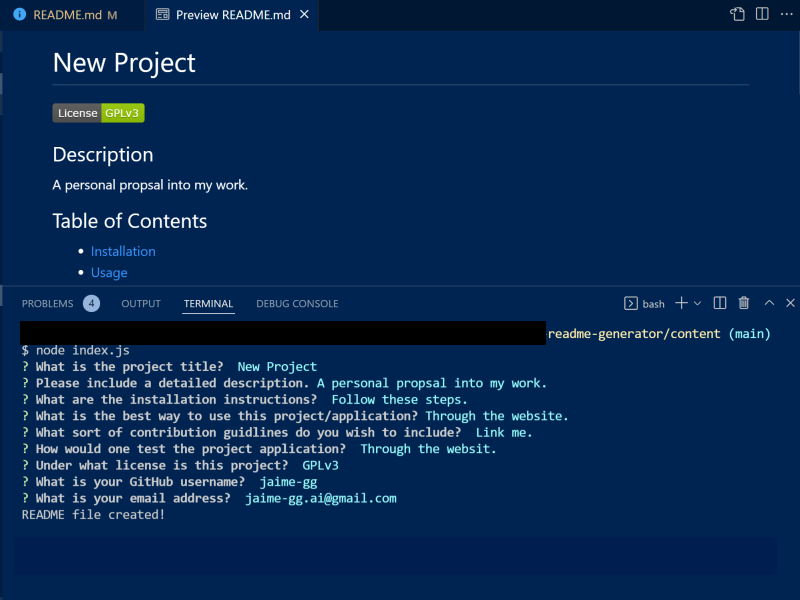 README.md M
Preview README.md
New Project
License GPLv3
Description
A personal propsal into my work.
Table of Contents
Installation
Usage
PROBLEMS 4 OUTPUT TERMINAL DEBUG CONSOLE bash
-readme-generator/content (main)
$ node index.js
? What is the project title? New Project
? Please include a detailed description. A personal propsal into my work.
? What are the installation instructions? Follow these steps.
? What is the best way to use this project/application? Through the website.
? What sort of contribution guidlines do you wish to include? Link me.
? How would one test the project application? Through the websit.
? Under what license is this project? GPLv3
? What is your GitHub username? jaime-gg
? What is your email address? jaime-gg.ai@gmail.com
README file created!